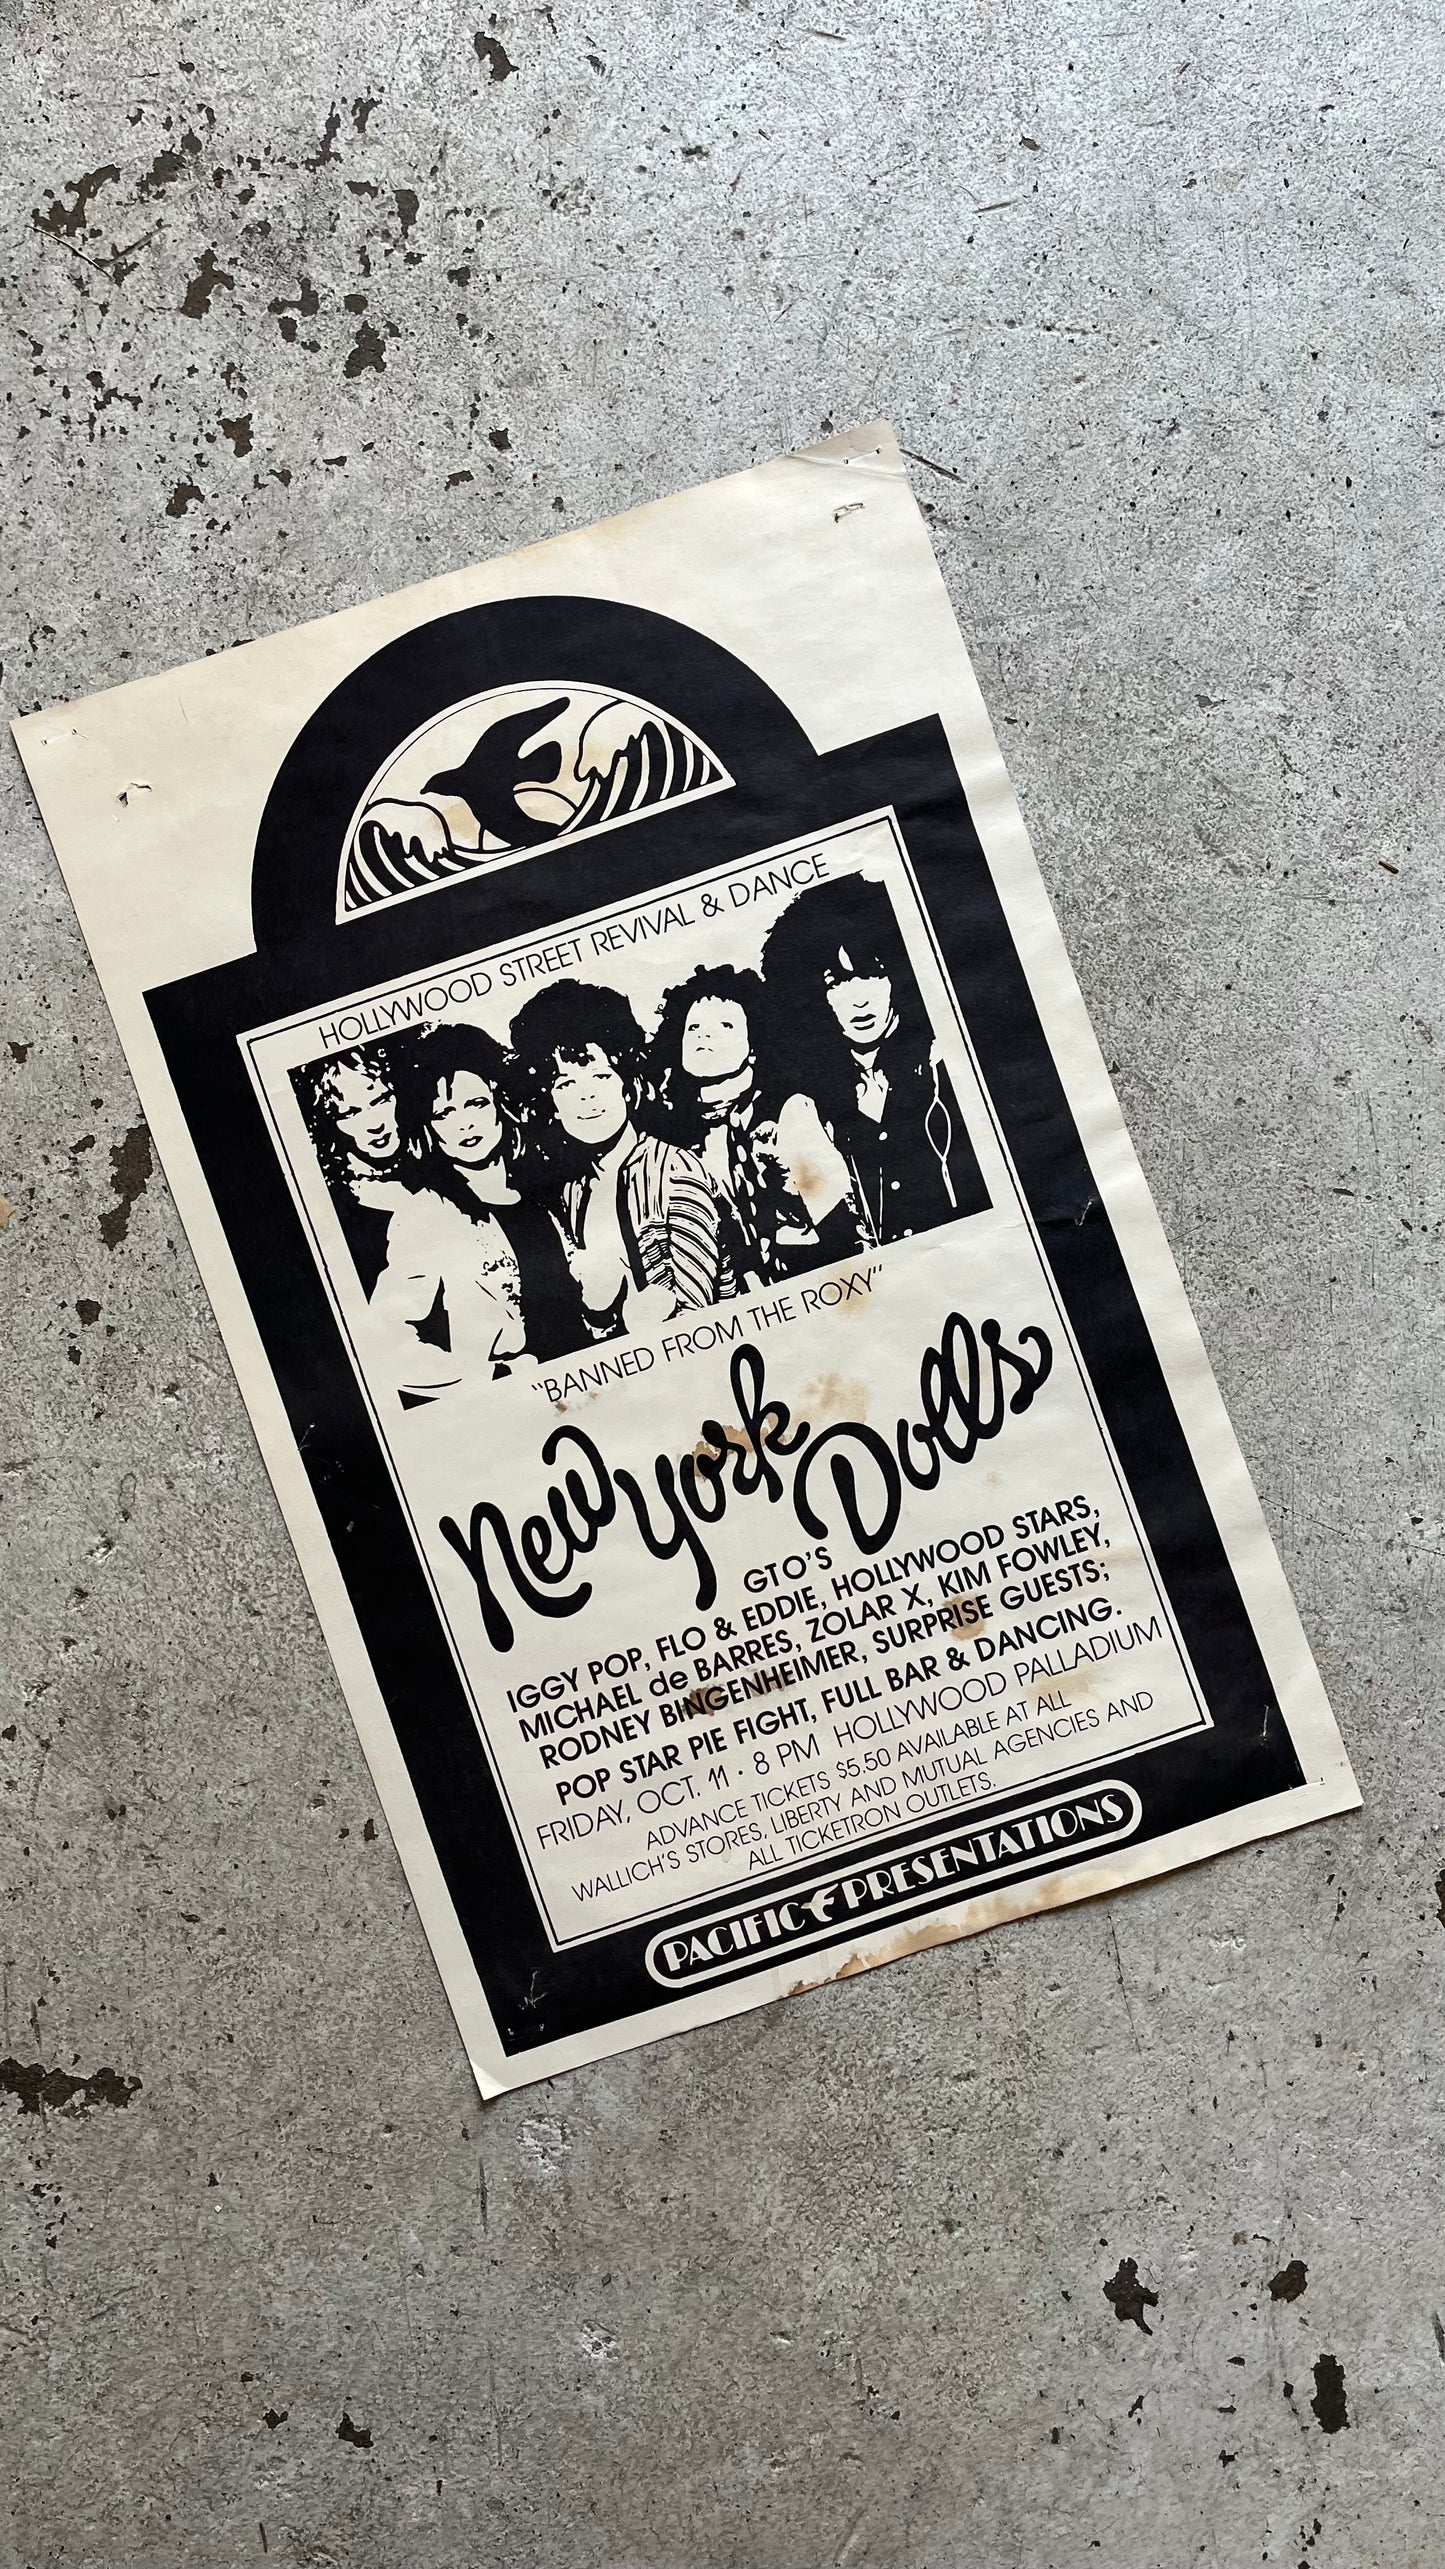 HOLLYWOOD STREET REVIVAL & DANCE
"BANNED FROM THE ROXY"
New York Dolls
GTO'S
IGGY POP, FLO & EDDIE, HOLLYWOOD STARS,
MICHAEL de BARRES, ZOLAR X, KIM FOWLEY,
RODNEY BINGENHEIMER, SURPRISE GUESTS;
POP STAR PIE FIGHT, FULL BAR & DANCING.
FRIDAY, OCT. 11 · 8 PM HOLLYWOOD PALLADIUM
ADVANCE TICKETS $5.50 AVAILABLE AT ALL
WALLICH'S STORES, LIBERTY AND MUTUAL AGENCIES AND
ALL TICKETRON OUTLETS.
PACIFIC PRESENTATIONS